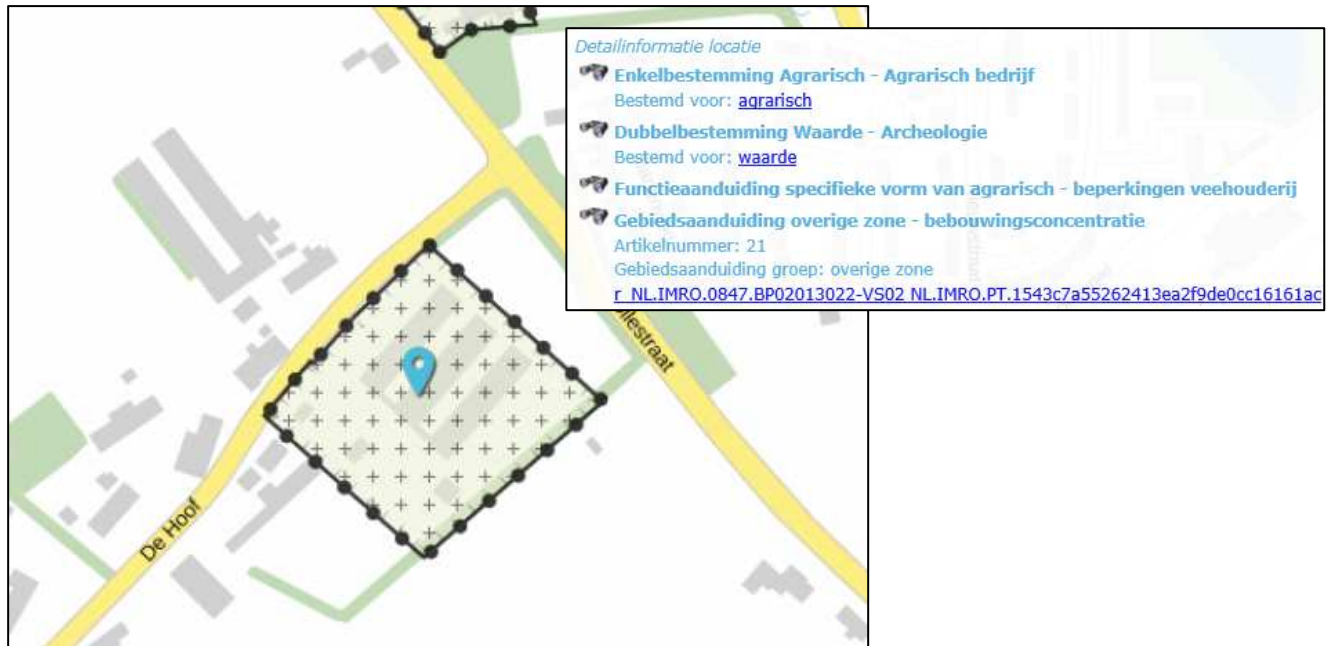 Detailinformatie locatie
Enkelbestemming Agrarisch - Agrarisch bedrijf
Bestemd voor: agrarisch
Dubbelbestemming Waarde - Archeologie
Bestemd voor: waarde
Functieaanduiding specifieke vorm van agrarisch - beperkingen veehouderij
Gebiedsaanduiding overige zone - bebouwingsconcentratie
Artikelnummer: 21
Gebiedsaanduiding groep: overige zone
r_NL.IMRO.0847.BP02013022-VS02_NL.IMRO.PT.1543c7a55262413ea2f9de0cc16161ac
De Hoof